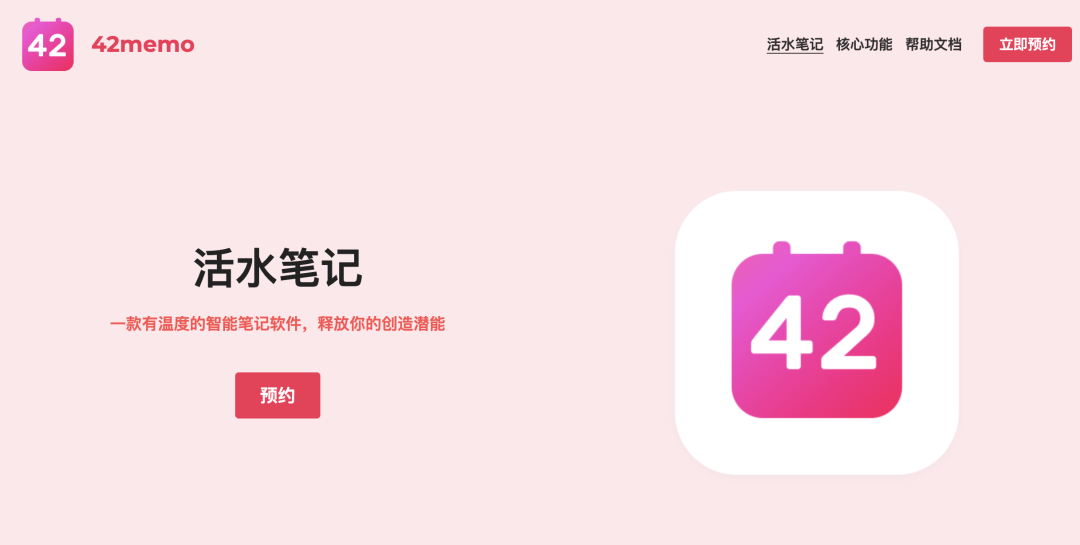 42
42memo
活水笔记 核心功能 帮助文档 立即预约
活水笔记
一款有温度的智能笔记软件，释放你的创造潜能
预约
42